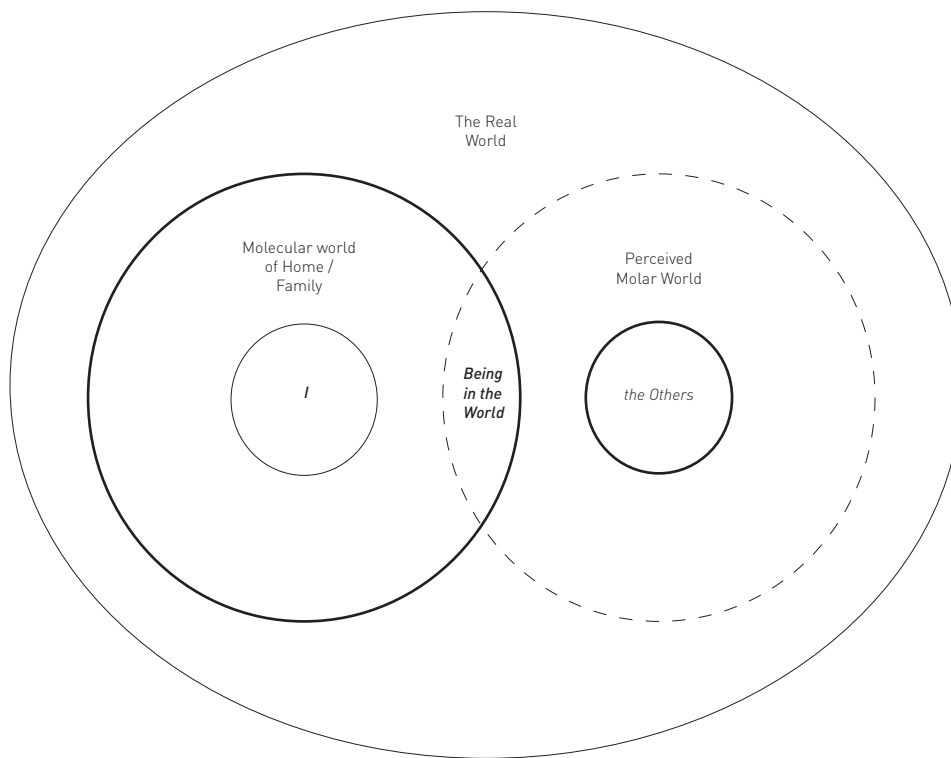 The Real
World
Molecular world
of Home /
Family
Perceived
Molar World
I
Being
in the
World
the Others